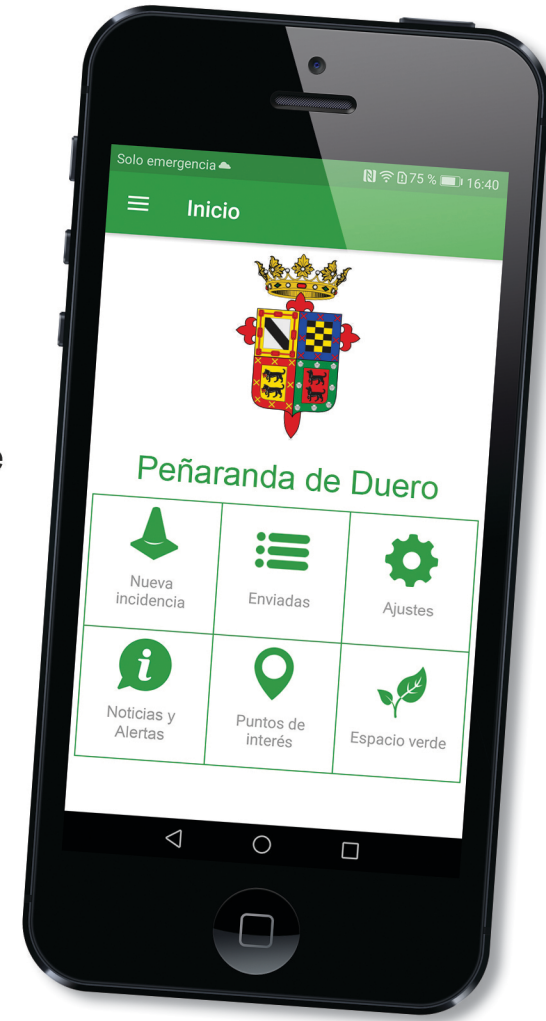 Solo emergencia 75 % 16:40
Inicio
e
Peñaranda de Duero
Nueva
incidencia
Enviadas
Ajustes
Noticias y
Alertas
Puntos de
interés
Espacio verde